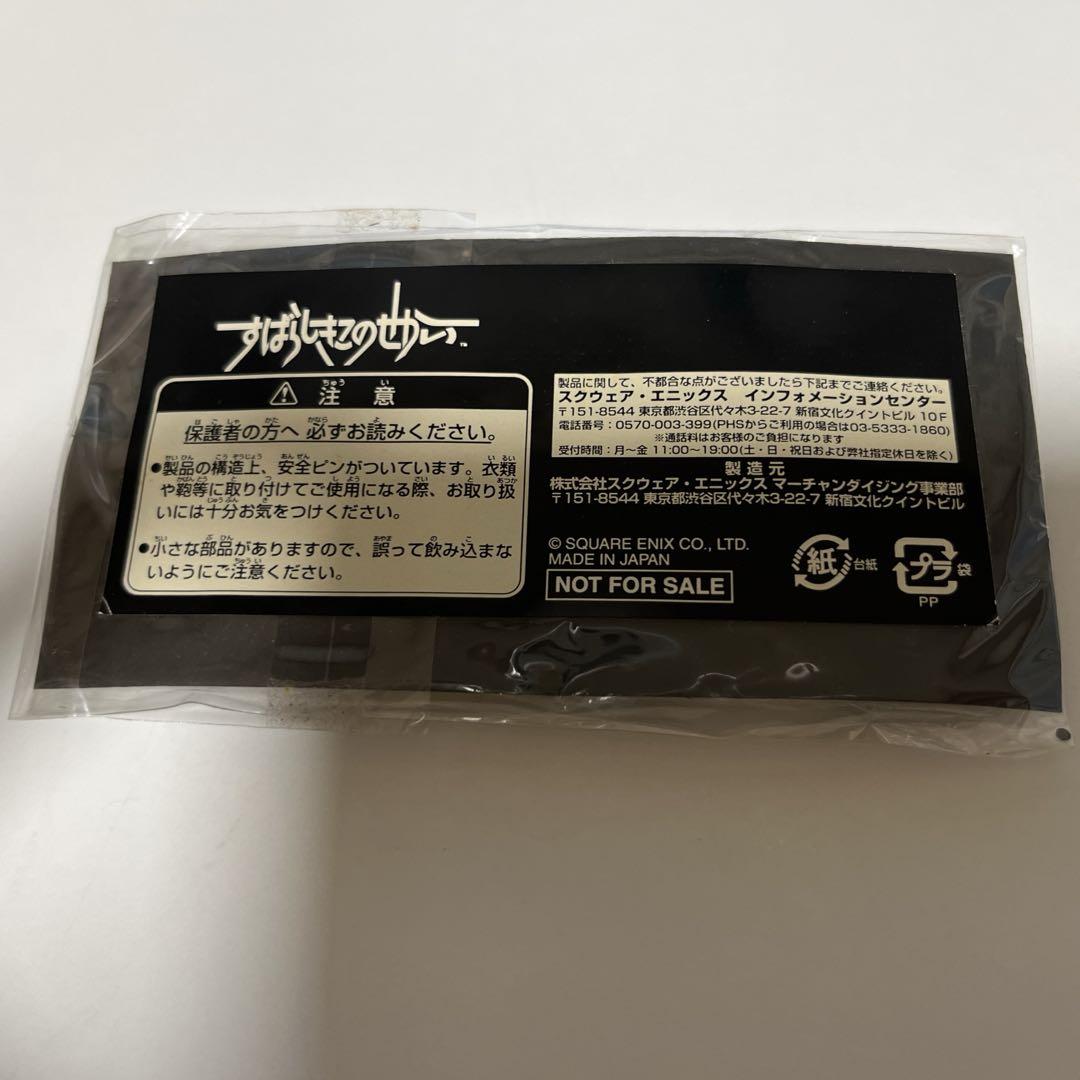 すばらしきこのせかい™
⚠ 注意
保護者の方へ 必ずお読みください。
●製品の構造上、安全ピンがついています。衣類
や鞄等に取り付けてご使用になる際、お取り扱
いには十分お気をつけください。
●小さな部品がありますので、誤って飲み込まな
いようにご注意ください。
製品に関して、不都合な点がございましたら下記までご連絡ください。
スクウェア・エニックス インフォメーションセンター
〒151-8544 東京都渋谷区代々木3-22-7 新宿文化クイントビル 10F
電話番号：0570-003-399(PHSからご利用の場合は03-5333-1860)
※通話料はお客様のご負担になります
受付時間：月～金 11:00～19:00(土・日・祝日および弊社指定休日を除く)
製造元
株式会社スクウェア・エニックス マーチャンダイジング事業部
〒151-8544 東京都渋谷区代々木3-22-7 新宿文化クイントビル
© SQUARE ENIX CO., LTD.
MADE IN JAPAN
NOT FOR SALE
紙 台紙
プラ 袋
PP